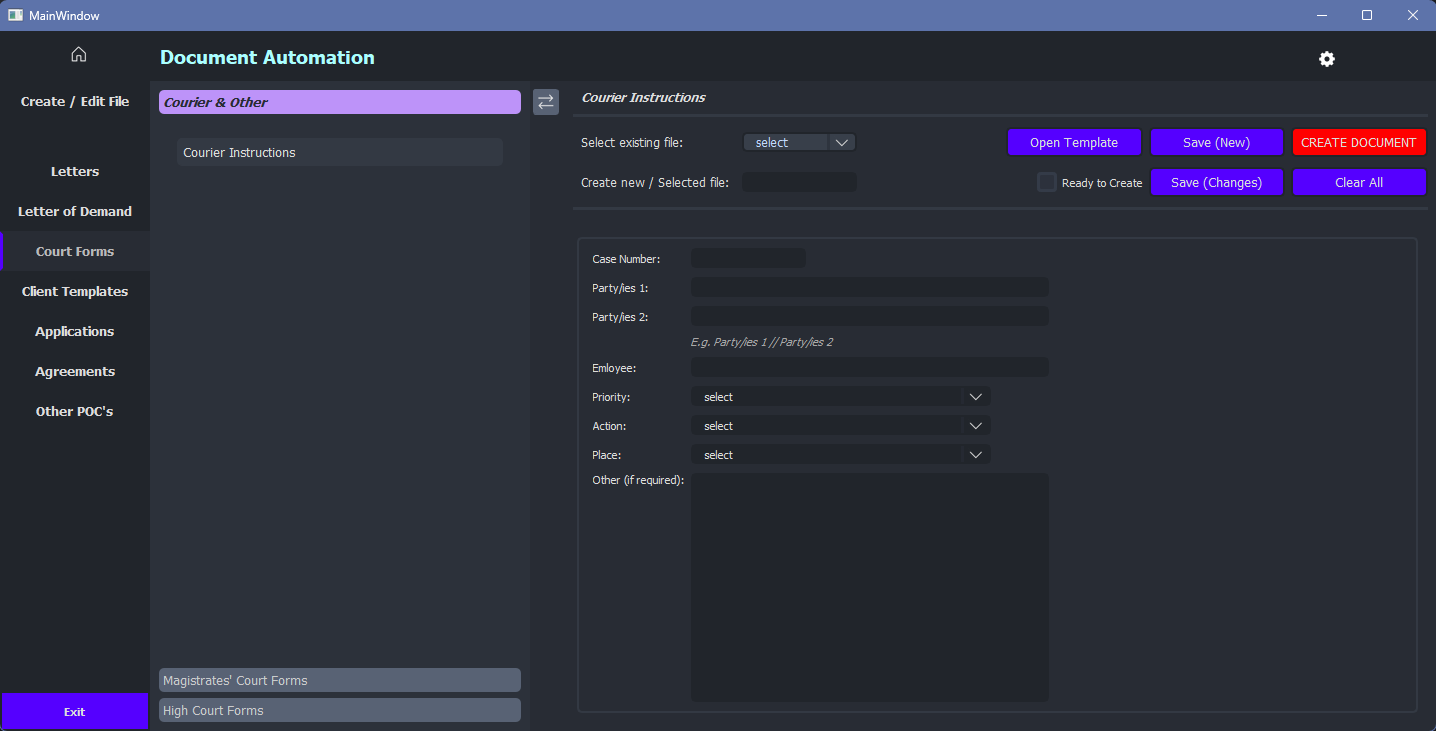 MainWindow
Document Automation
Create / Edit File
Letters
Letter of Demand
Court Forms
Client Templates
Applications
Agreements
Other POC's
Exit
Courier & Other
Courier Instructions
Magistrates' Court Forms
High Court Forms
Courier Instructions
Select existing file: select Open Template Save (New) CREATE DOCUMENT
Create new / Selected file: Ready to Create Save (Changes) Clear All
Case Number:
Party/ies 1:
Party/ies 2:
E.g. Party/ies 1 // Party/ies 2
Emloyee:
Priority: select
Action: select
Place: select
Other (if required):